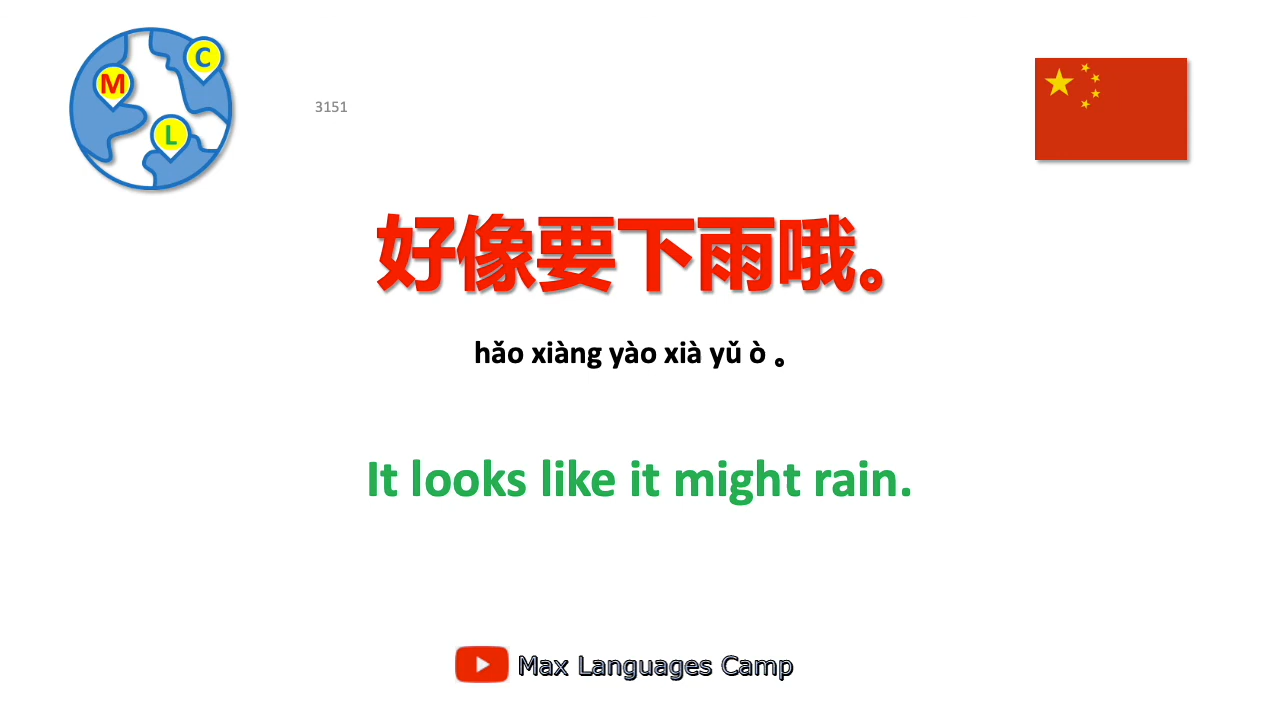 M
C
L
3151
好像要下雨哦。
hǎo xiàng yào xià yǔ ò 。
It looks like it might rain.
Max Languages Camp